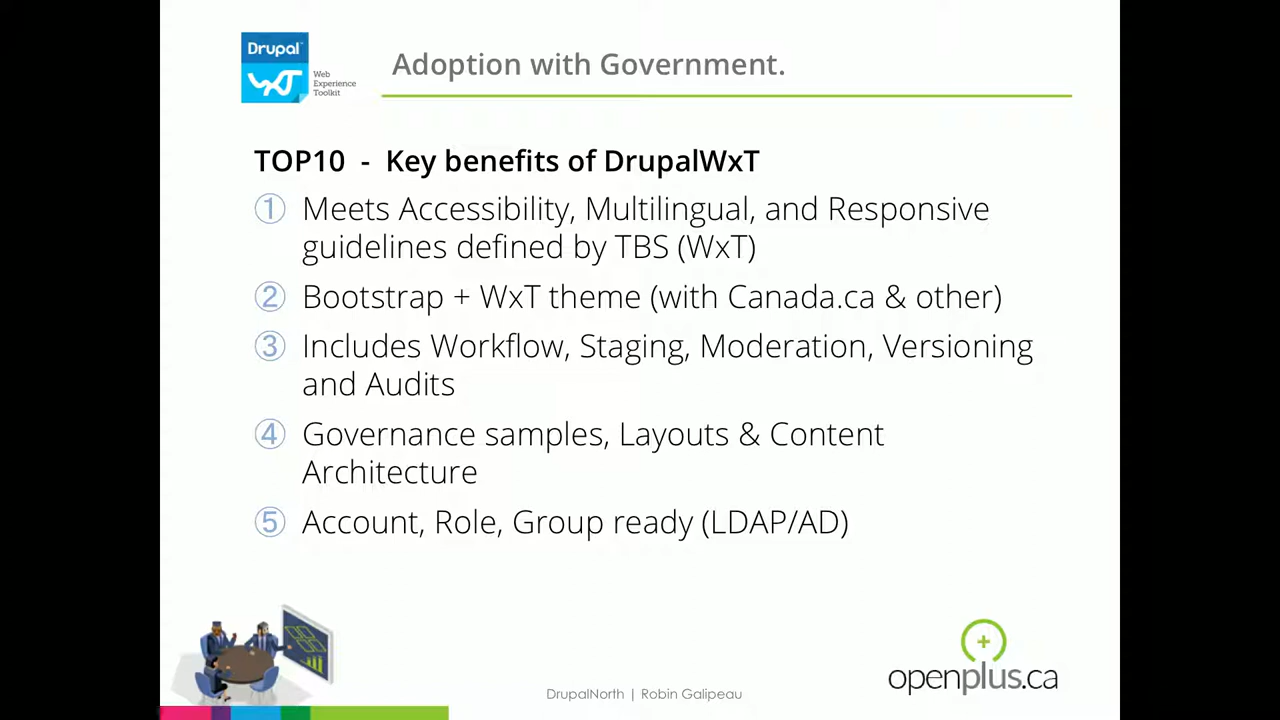 Drupal™
WxT
Web
Experience
Toolkit
Adoption with Government.
TOP10 - Key benefits of DrupalWxT
① Meets Accessibility, Multilingual, and Responsive
guidelines defined by TBS (WxT)
② Bootstrap + WxT theme (with Canada.ca & other)
③ Includes Workflow, Staging, Moderation, Versioning
and Audits
④ Governance samples, Layouts & Content
Architecture
⑤ Account, Role, Group ready (LDAP/AD)
openplus.ca
DrupalNorth | Robin Galipeau